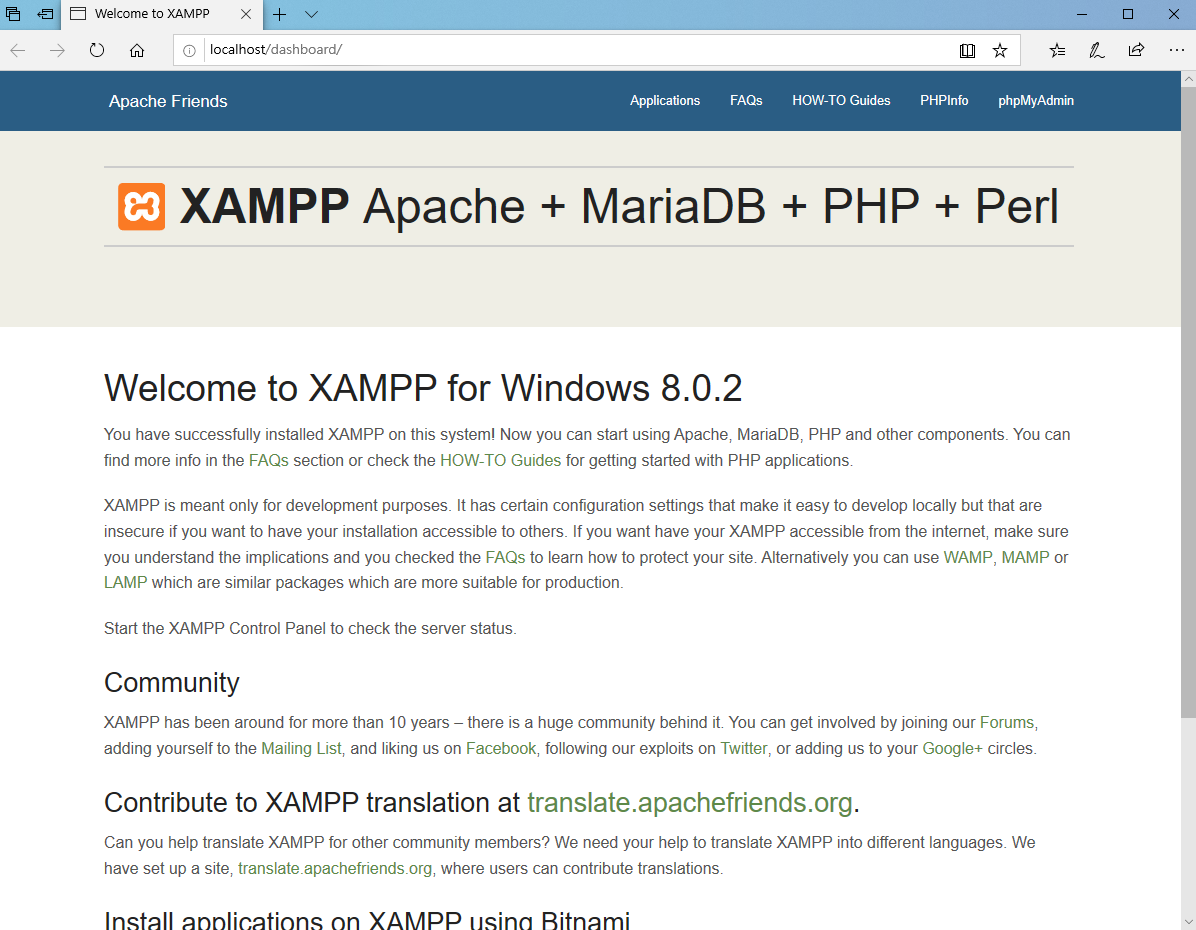 Welcome to XAMPP
localhost/dashboard/
Apache Friends Applications FAQs HOW-TO Guides PHPInfo phpMyAdmin
XAMPP Apache + MariaDB + PHP + Perl
Welcome to XAMPP for Windows 8.0.2
You have successfully installed XAMPP on this system! Now you can start using Apache, MariaDB, PHP and other components. You can
find more info in the FAQs section or check the HOW-TO Guides for getting started with PHP applications.
XAMPP is meant only for development purposes. It has certain configuration settings that make it easy to develop locally but that are
insecure if you want to have your installation accessible to others. If you want have your XAMPP accessible from the internet, make sure
you understand the implications and you checked the FAQs to learn how to protect your site. Alternatively you can use WAMP, MAMP or
LAMP which are similar packages which are more suitable for production.
Start the XAMPP Control Panel to check the server status.
Community
XAMPP has been around for more than 10 years – there is a huge community behind it. You can get involved by joining our Forums,
adding yourself to the Mailing List, and liking us on Facebook, following our exploits on Twitter, or adding us to your Google+ circles.
Contribute to XAMPP translation at translate.apachefriends.org.
Can you help translate XAMPP for other community members? We need your help to translate XAMPP into different languages. We
have set up a site, translate.apachefriends.org, where users can contribute translations.
Install applications on XAMPP using Bitnami